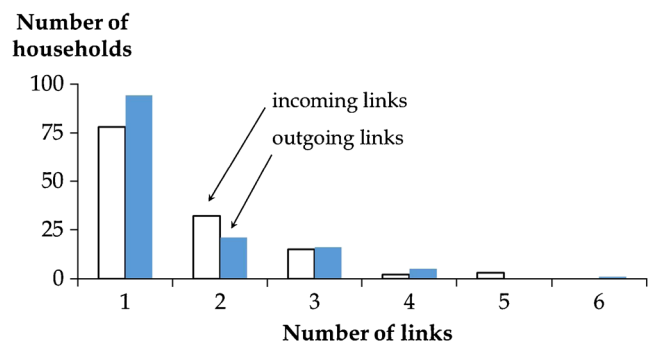 Number of
households
100
75
50
25
0
incoming links
outgoing links
1 2 3 4 5 6
Number of links